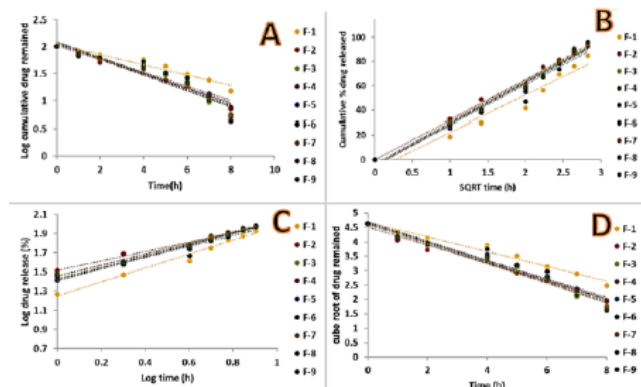 A
Log cumulative drug remained
2.5
2
1.5
1
0.5
0
0 2 4 6 8 10
Time(h)
F-1
F-2
F-3
F-4
F-5
F-6
F-7
F-8
F-9
B
Cumulative % drug released
100
80
60
40
20
0
0 0.5 1 1.5 2 2.5 3
SQRT time (h)
F-1
F-2
F-3
F-4
F-5
F-6
F-7
F-8
F-9
C
Log drug release (%)
2.1
1.9
1.7
1.5
1.3
1.1
0.9
0.7
0 0.2 0.4 0.6 0.8 1
Log time (h)
F-1
F-2
F-3
F-4
F-5
F-6
F-7
F-8
F-9
D
cube root of drug remained
5
4.5
4
3.5
3
2.5
2
1.5
1
0.5
0
0 2 4 6 8
Time (h)
F-1
F-2
F-3
F-4
F-5
F-6
F-7
F-8
F-9